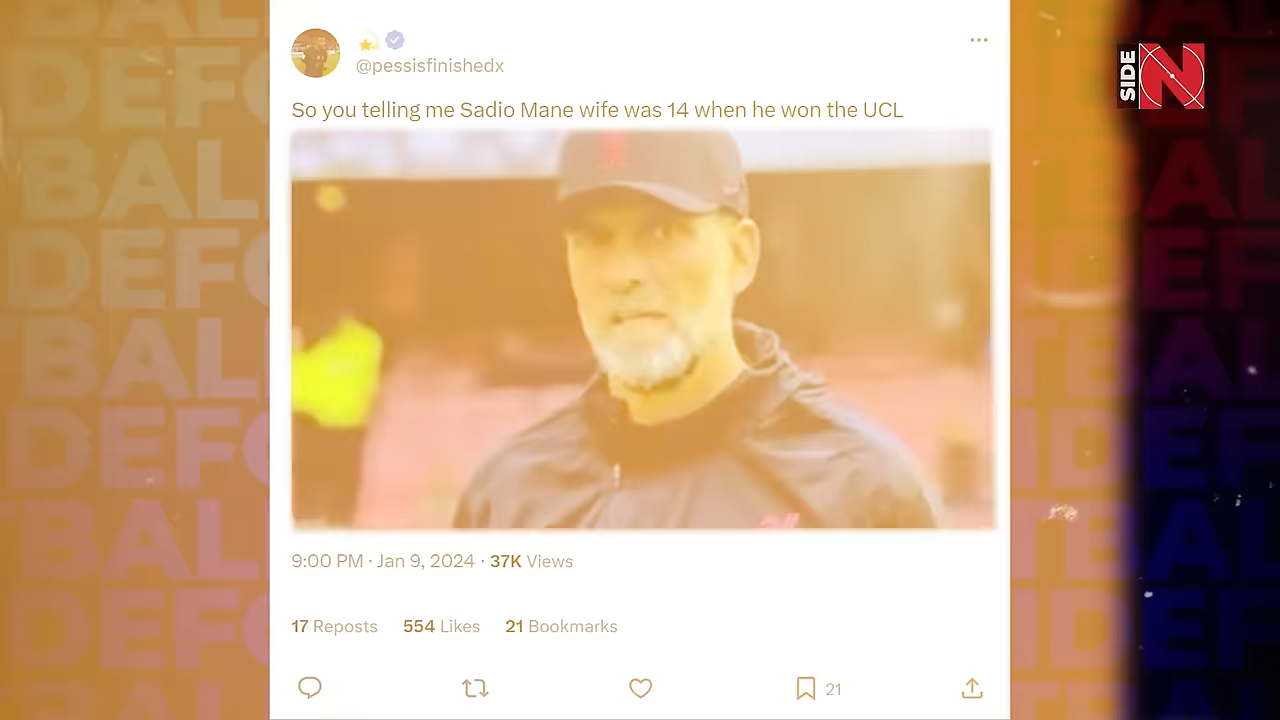 SIDE N
@pessisfinishedx
So you telling me Sadio Mane wife was 14 when he won the UCL
9:00 PM · Jan 9, 2024 · 37K Views
17 Reposts 554 Likes 21 Bookmarks
21